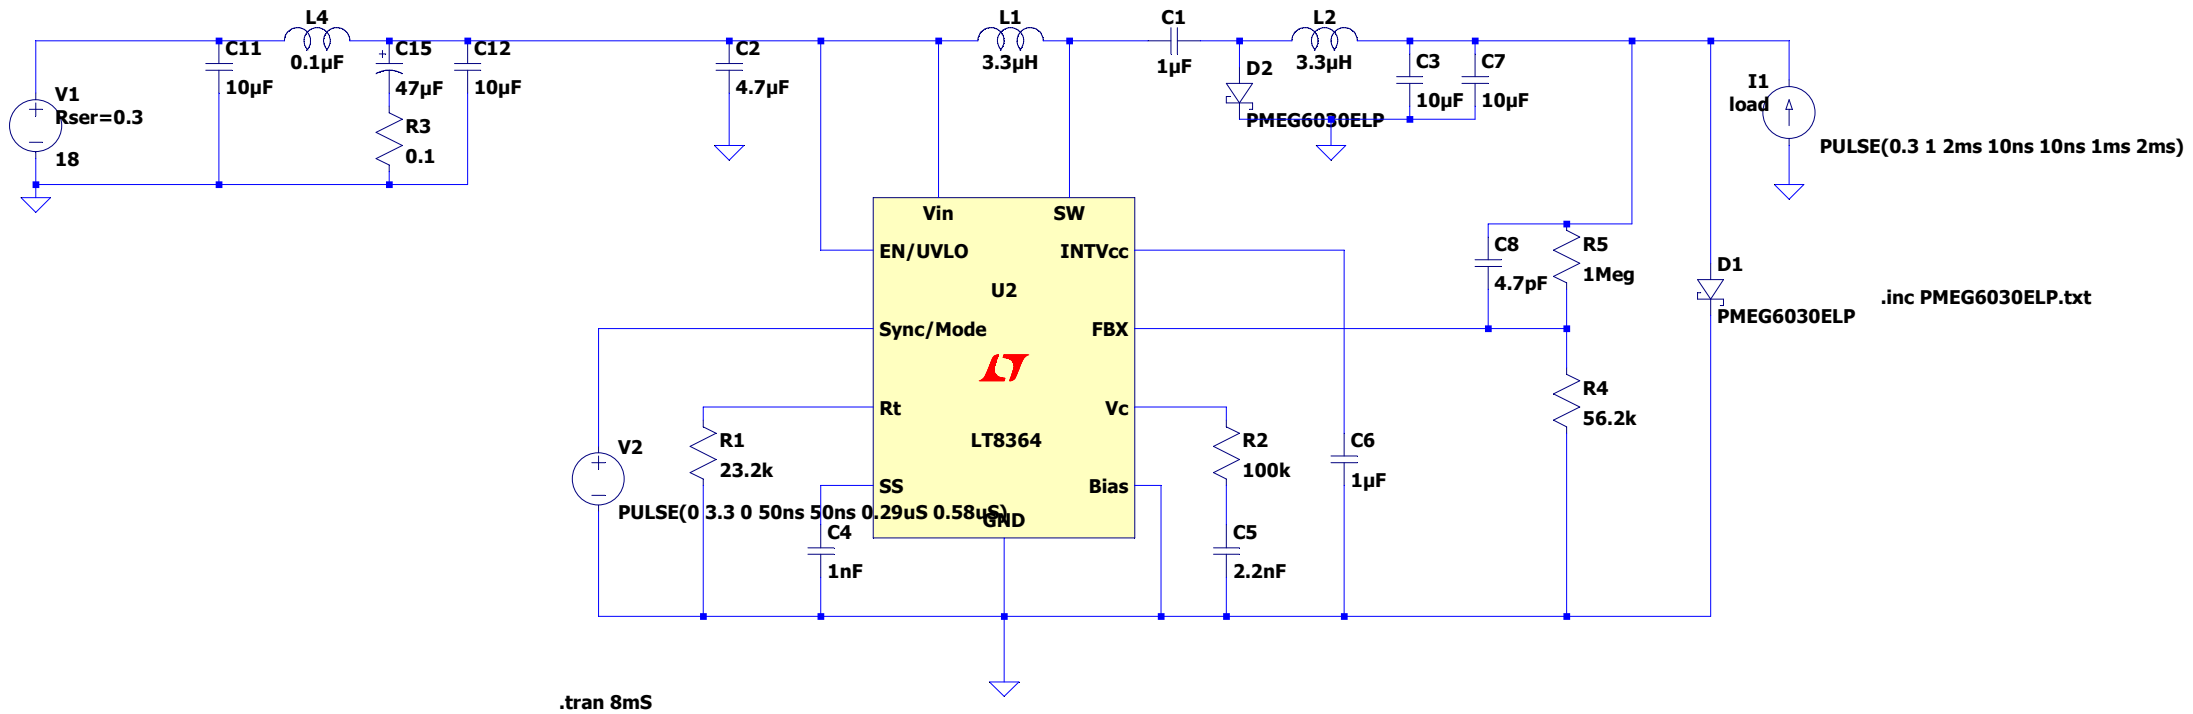 L4
0.1µF
C11
10µF
C15
47µF
C12
10µF
R3
0.1
V1
Rser=0.3
18
C2
4.7µF
L1
3.3µH
C1
1µF
L2
3.3µH
D2
PMEG6030ELP
C3
10µF
C7
10µF
I1
load
PULSE(0.3 1 2ms 10ns 10ns 1ms 2ms)
Vin
SW
EN/UVLO
INTVcc
U2
Sync/Mode
FBX
Rt
Vc
LT8364
SS
Bias
GND
C8
4.7pF
R5
1Meg
D1
PMEG6030ELP
.inc PMEG6030ELP.txt
R4
56.2k
V2
PULSE(0 3.3 0 50ns 50ns 0.29uS 0.58uS)
R1
23.2k
C4
1nF
R2
100k
C5
2.2nF
C6
1µF
.tran 8mS